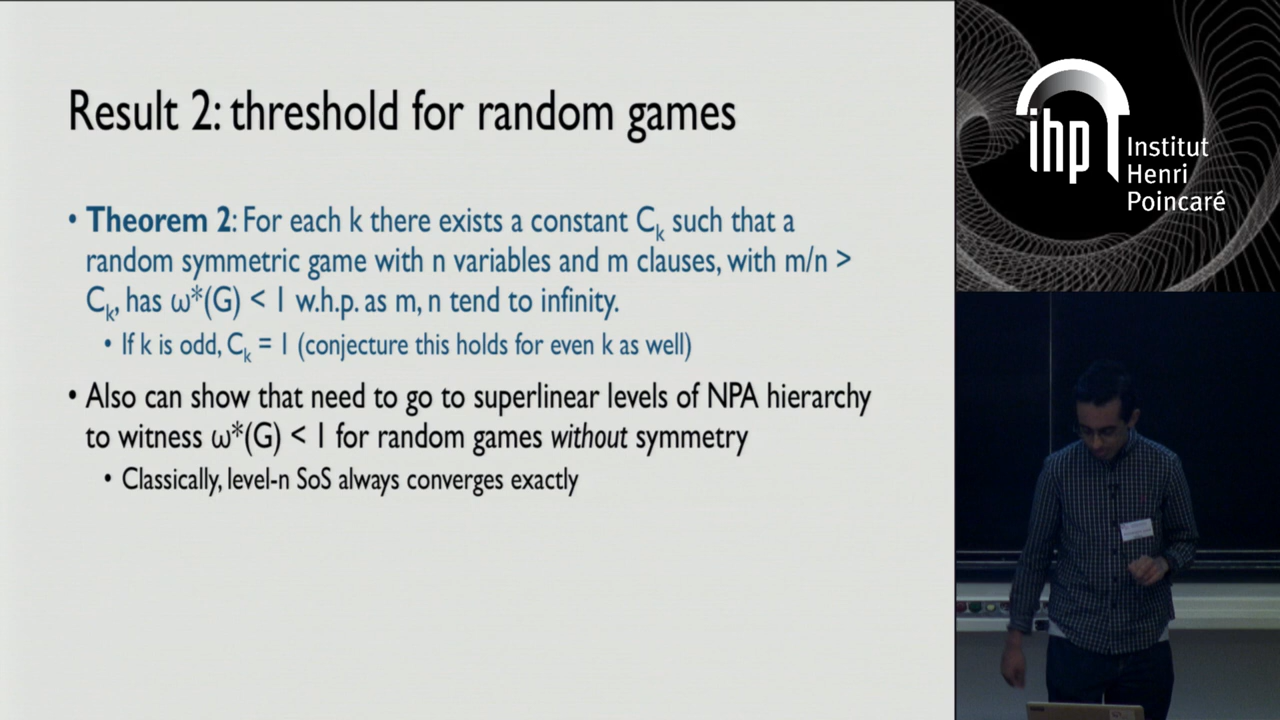 Result 2: threshold for random games
• Theorem 2: For each k there exists a constant Ck such that a
random symmetric game with n variables and m clauses, with m/n >
Ck, has ω*(G) < 1 w.h.p. as m, n tend to infinity.
• If k is odd, Ck = 1 (conjecture this holds for even k as well)
• Also can show that need to go to superlinear levels of NPA hierarchy
to witness ω*(G) < 1 for random games without symmetry
• Classically, level-n SoS always converges exactly
ihp
Institut
Henri
Poincaré